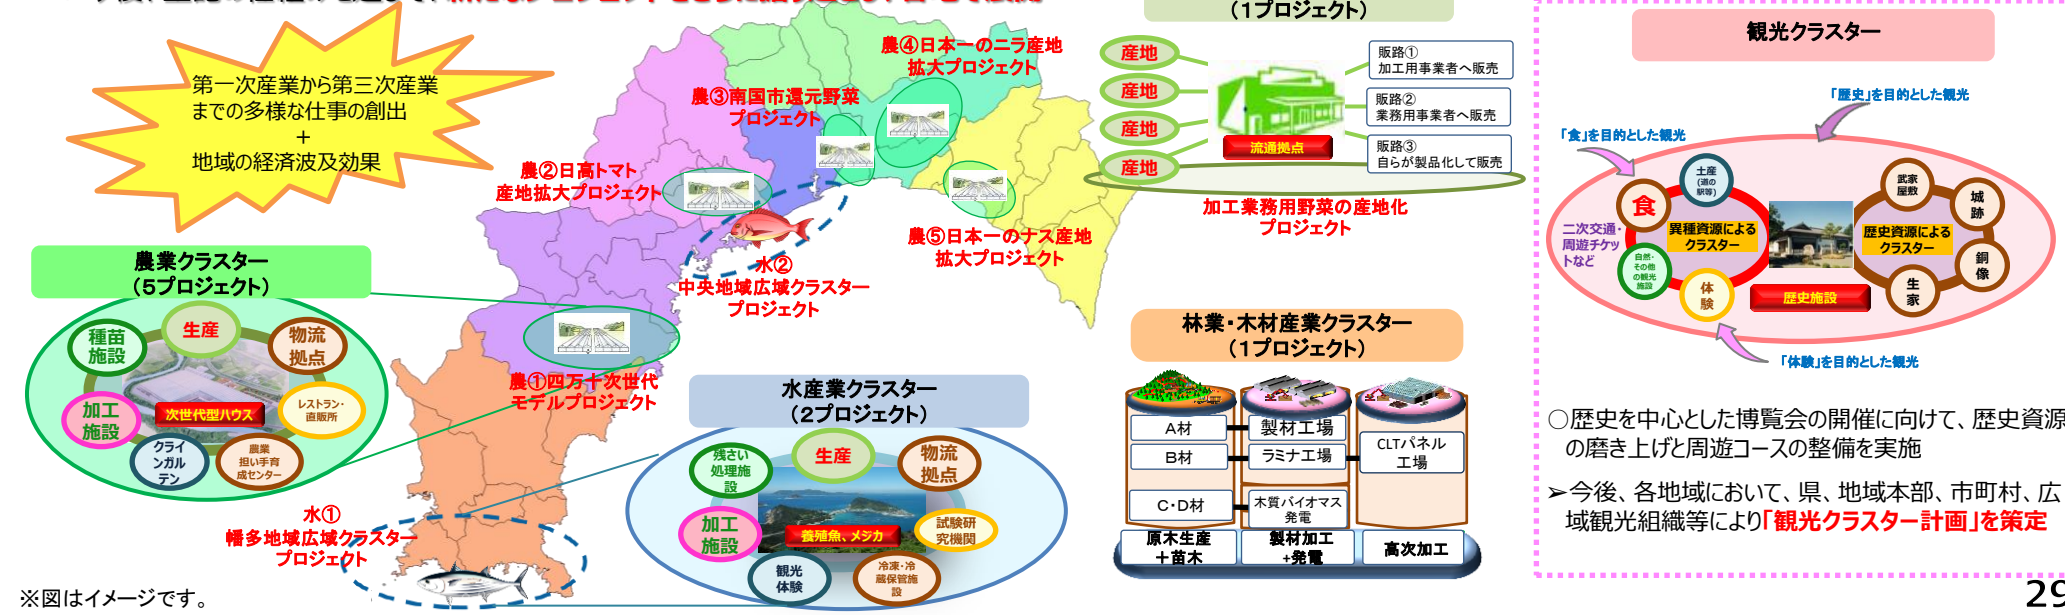 (1プロジェクト)
第一次産業から第三次産業
までの多様な仕事の創出
+
地域の経済波及効果
農④日本一のニラ産地
拡大プロジェクト
農③南国市還元野菜
プロジェクト
農②日高トマト
産地拡大プロジェクト
農⑤日本一のナス産地
拡大プロジェクト
水②
中央地域広域クラスター
プロジェクト
農①四万十次世代
モデルプロジェクト
水①
幡多地域広域クラスター
プロジェクト
農業クラスター
(5プロジェクト)
生産
種苗
施設
物流
拠点
加工
施設
次世代型ハウス
レストラン・
直販所
クライ
ンガル
テン
農業
担い手育
成センター
水産業クラスター
(2プロジェクト)
残さい
処理施
設
生産
物流
拠点
加工
施設
養殖魚、メジカ
試験研
究機関
観光
体験
冷凍・冷
蔵保管施
設
産地
産地
産地
産地
流通拠点
販路①
加工用事業者へ販売
販路②
業務用事業者へ販売
販路③
自らが製品化して販売
加工業務用野菜の産地化
プロジェクト
林業・木材産業クラスター
(1プロジェクト)
A材
B材
C・D材
製材工場
ラミナ工場
木質バイオマス
発電
CLTパネル
工場
原木生産
+苗木
製材加工
+発電
高次加工
観光クラスター
「歴史」を目的とした観光
「食」を目的とした観光
食
土産
(道の
駅等)
二次交通・
周遊チケッ
トなど
異種資源による
クラスター
自然・
その他
の観光
施設
体
験
歴史施設
武家
屋敷
城
跡
歴史資源による
クラスター
銅
像
生
家
「体験」を目的とした観光
○歴史を中心とした博覧会の開催に向けて、歴史資源
の磨き上げと周遊コースの整備を実施
➢今後、各地域において、県、地域本部、市町村、広
域観光組織等により「観光クラスター計画」を策定
※図はイメージです。
29